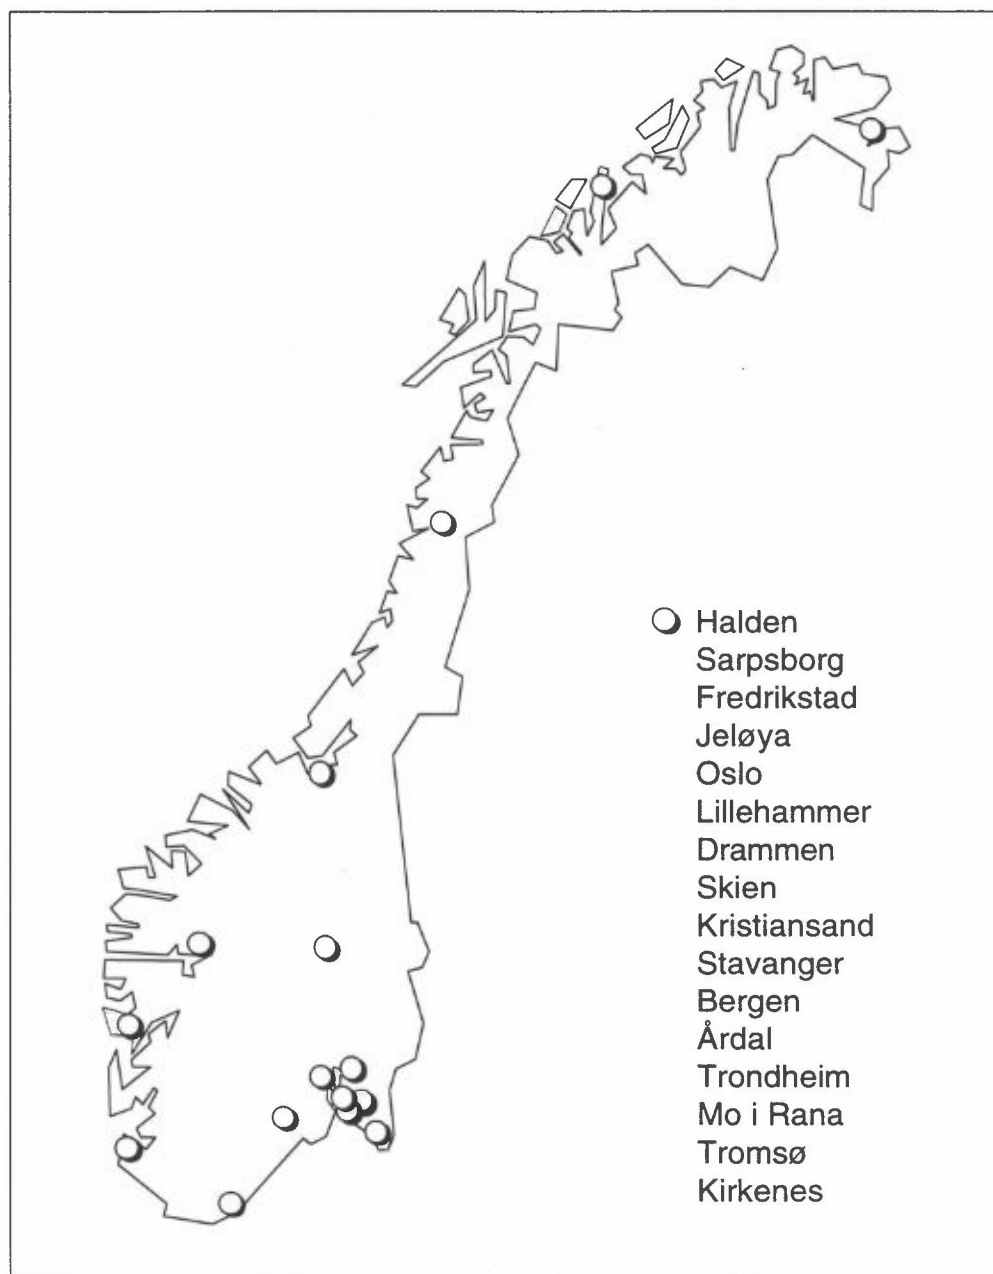 Halden
Sarpsborg
Fredrikstad
Jeløya
Oslo
Lillehammer
Drammen
Skien
Kristiansand
Stavanger
Bergen
Årdal
Trondheim
Mo i Rana
Tromsø
Kirkenes